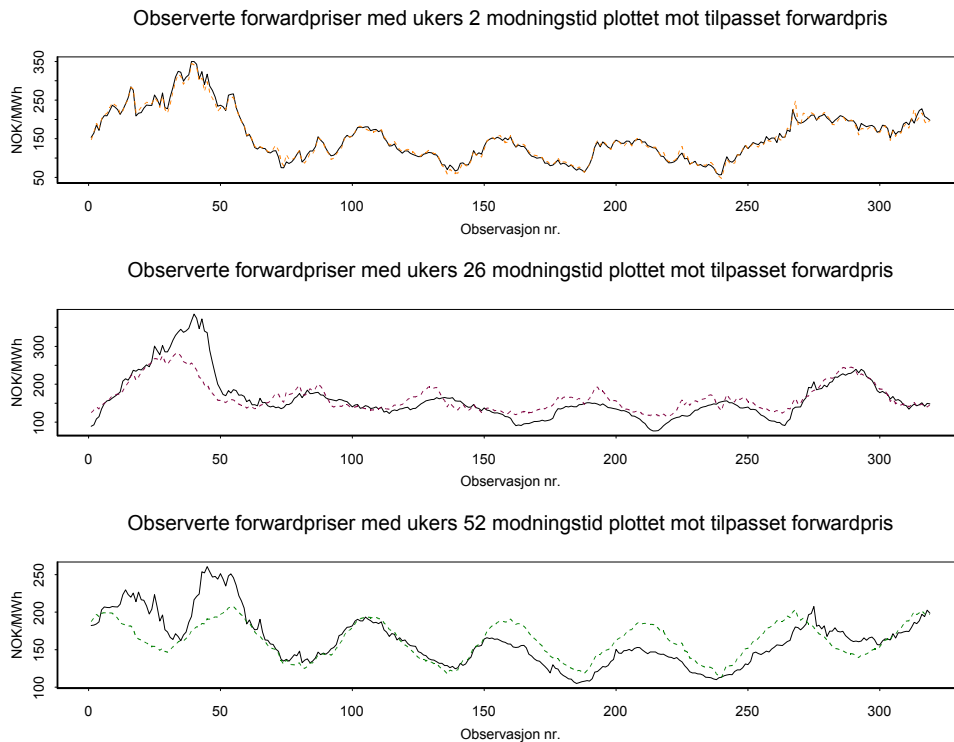 Observerte forwardpriser med ukers 2 modningstid plottet mot tilpasset forwardpris
NOK/MWh
350
250
150
50
0 50 100 150 200 250 300
Observasjon nr.
Observerte forwardpriser med ukers 26 modningstid plottet mot tilpasset forwardpris
NOK/MWh
300
200
100
0 50 100 150 200 250 300
Observasjon nr.
Observerte forwardpriser med ukers 52 modningstid plottet mot tilpasset forwardpris
NOK/MWh
250
200
150
100
0 50 100 150 200 250 300
Observasjon nr.